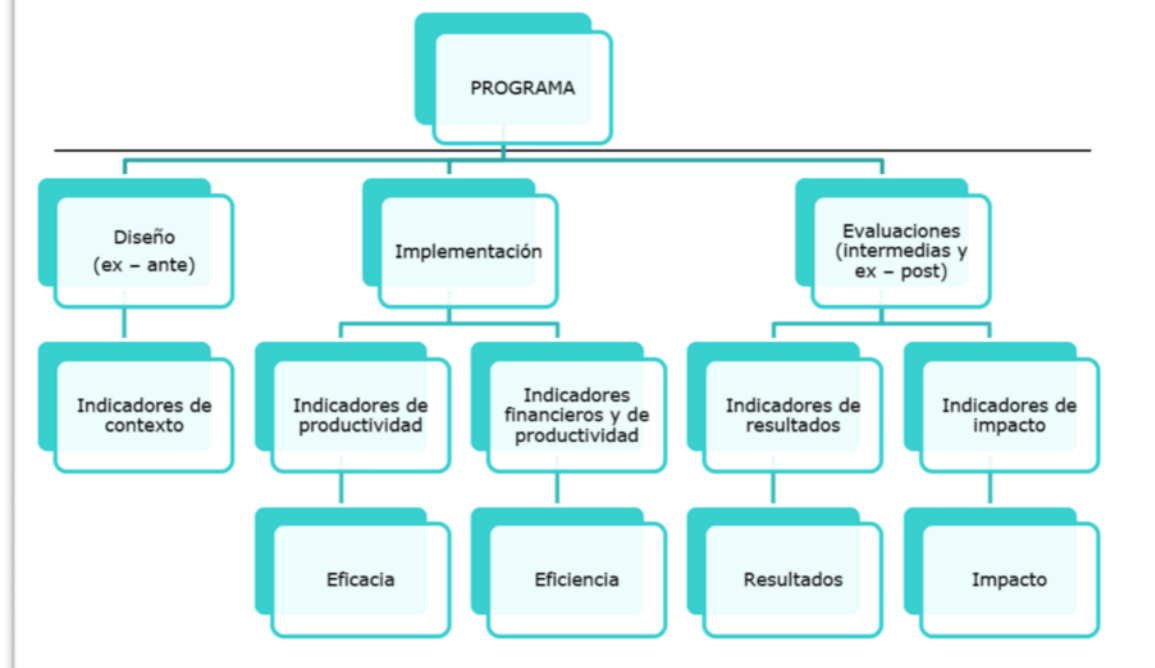 PROGRAMA
Diseño
(ex – ante)
Implementación
Evaluaciones
(intermedias y
ex – post)
Indicadores de
contexto
Indicadores de
productividad
Indicadores
financieros y de
productividad
Indicadores de
resultados
Indicadores de
impacto
Eficacia
Eficiencia
Resultados
Impacto